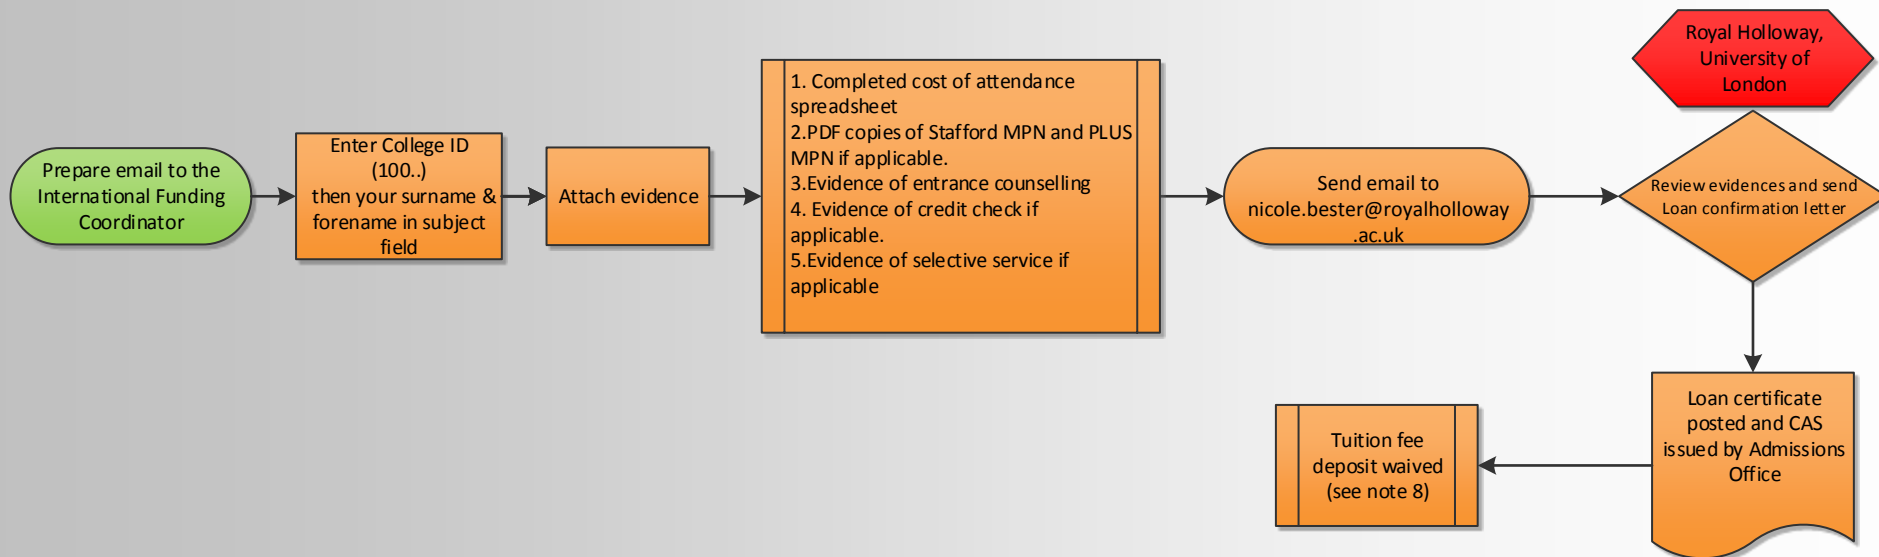 Prepare email to the
International Funding
Coordinator
Enter College ID
(100..)
then your surname &
forename in subject
field
Attach evidence
1. Completed cost of attendance
spreadsheet
2.PDF copies of Stafford MPN and PLUS
MPN if applicable.
3.Evidence of entrance counselling
4. Evidence of credit check if
applicable.
5.Evidence of selective service if
applicable
Send email to
nicole.bester@royalholloway
.ac.uk
Royal Holloway,
University of
London
Review evidences and send
Loan confirmation letter
Loan certificate
posted and CAS
issued by Admissions
Office
Tuition fee
deposit waived
(see note 8)